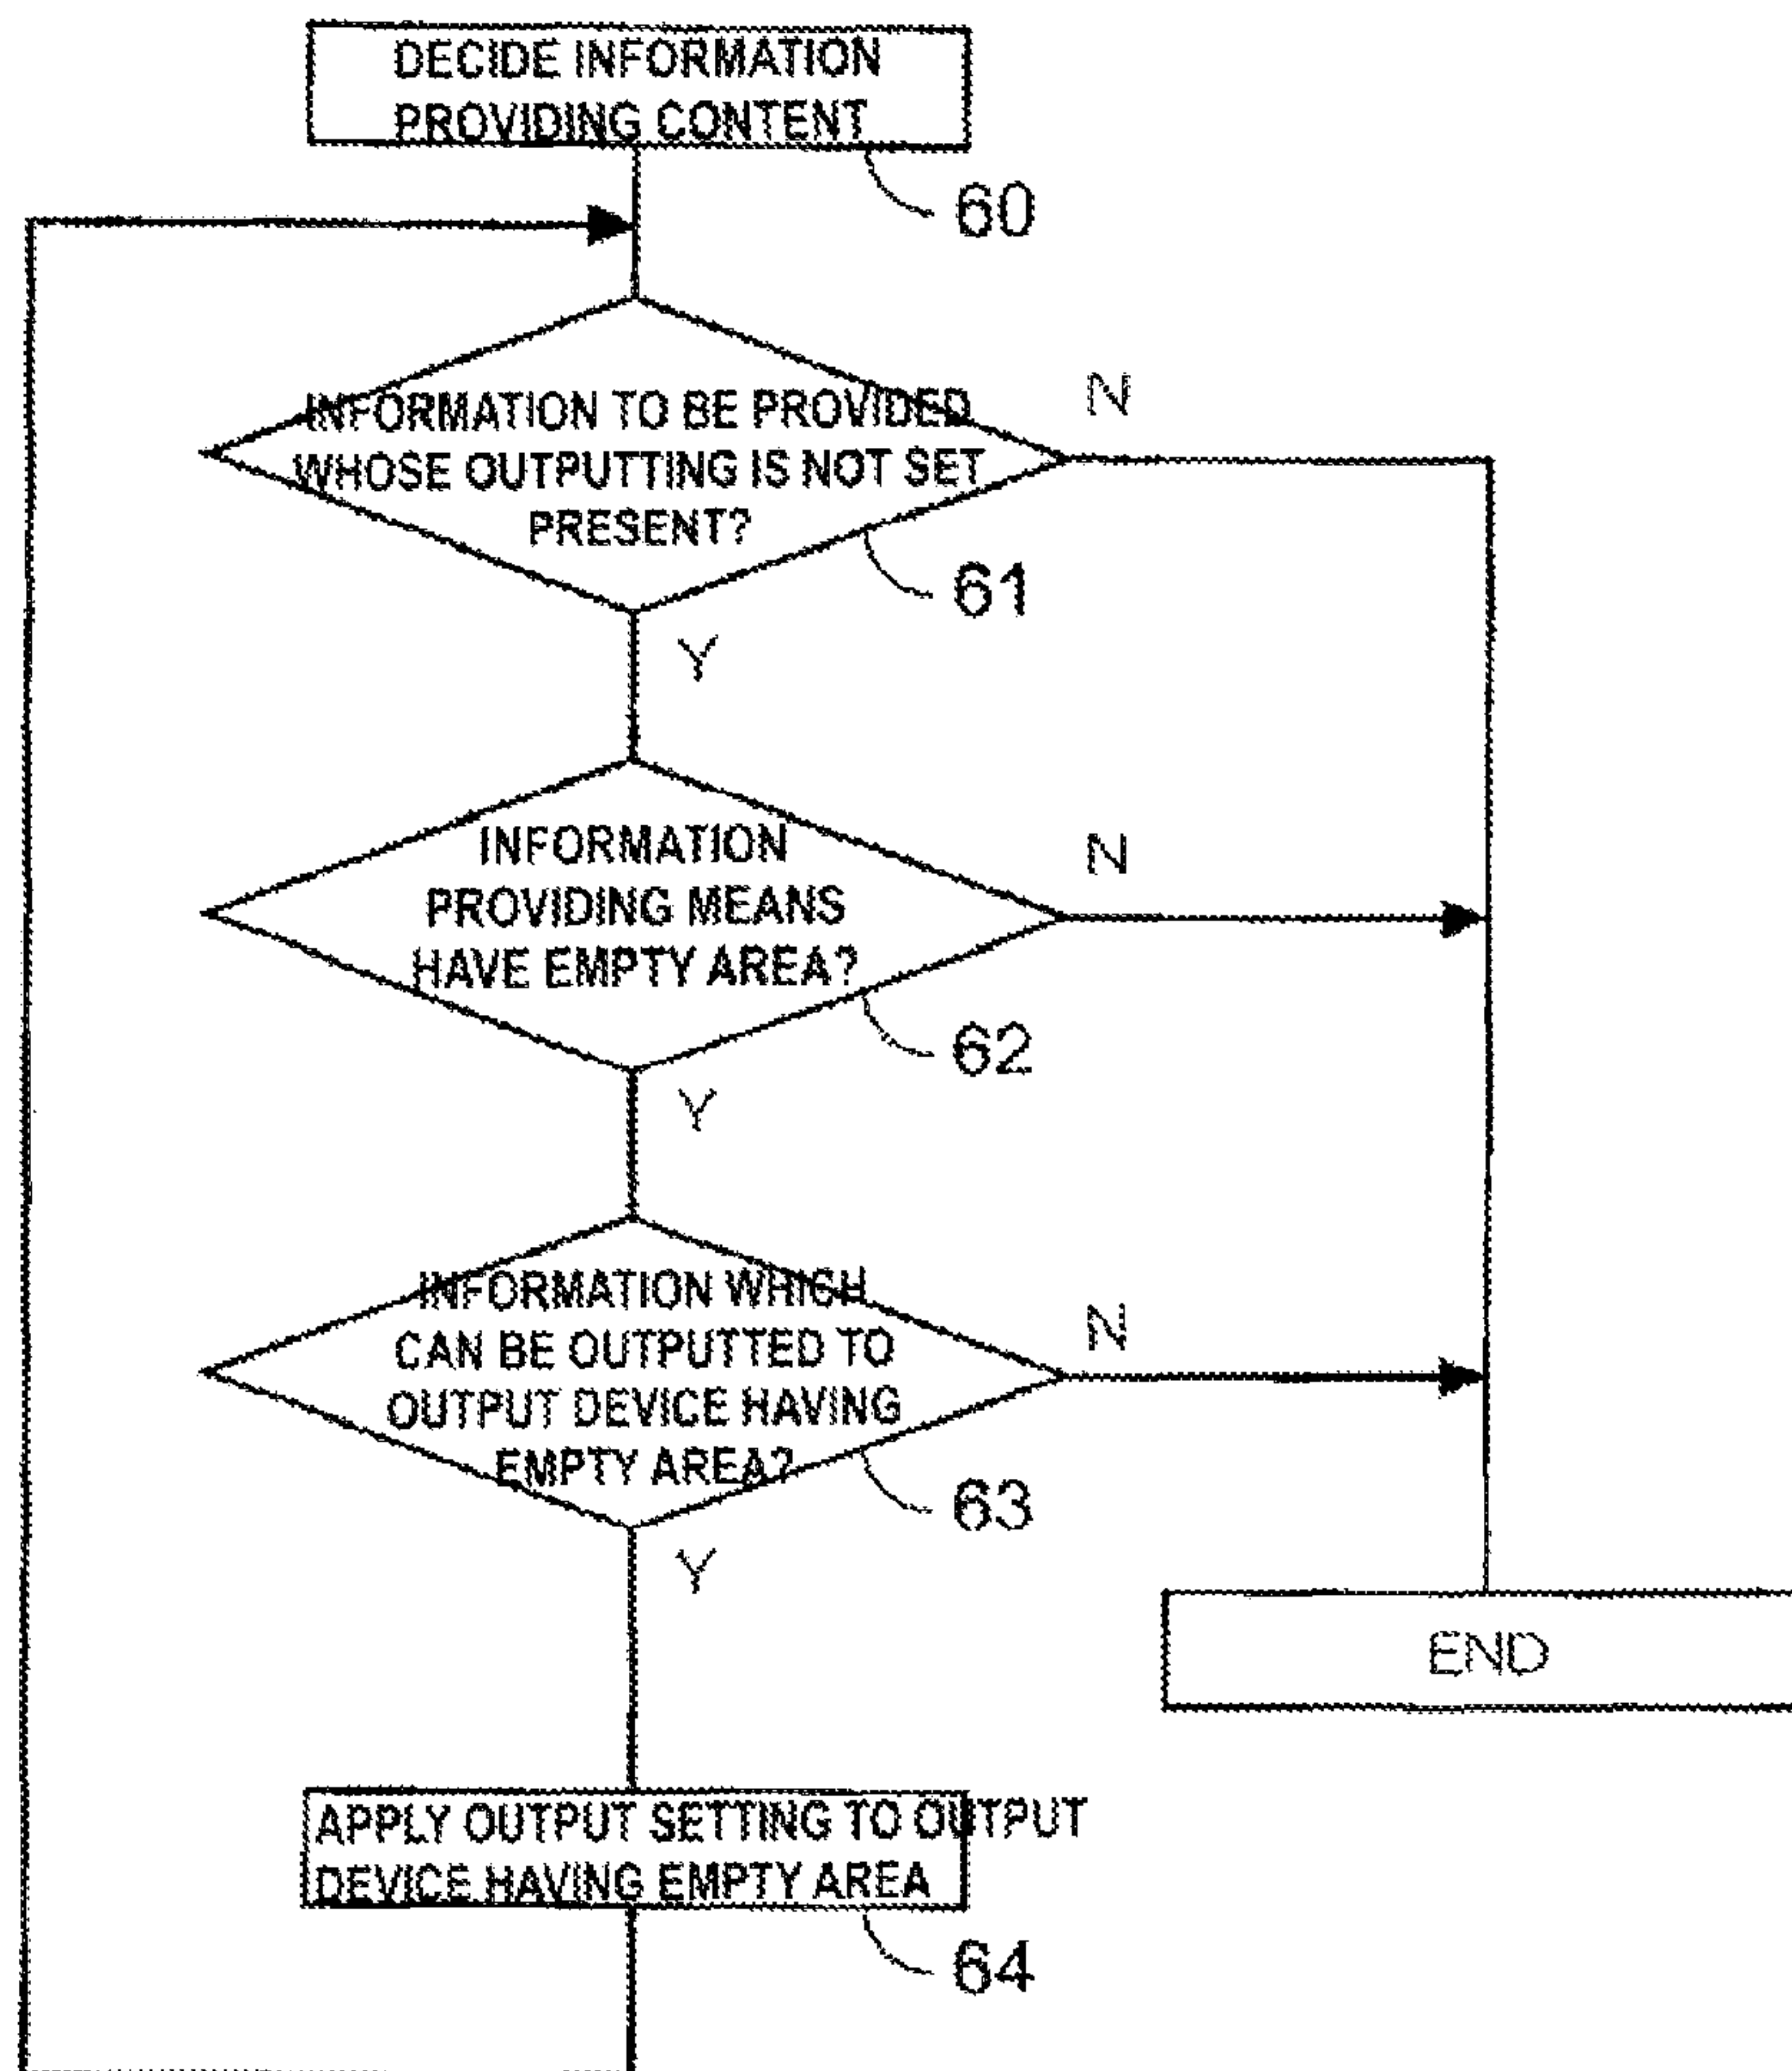 DECIDE INFORMATION
PROVIDING CONTENT
60
INFORMATION TO BE PROVIDED
WHOSE OUTPUTTING IS NOT SET
PRESENT?
N
61
Y
INFORMATION
PROVIDING MEANS
HAVE EMPTY AREA?
N
62
Y
INFORMATION WHICH
CAN BE OUTPUTTED TO
OUTPUT DEVICE HAVING
EMPTY AREA?
N
63
Y
END
APPLY OUTPUT SETTING TO OUTPUT
DEVICE HAVING EMPTY AREA
64